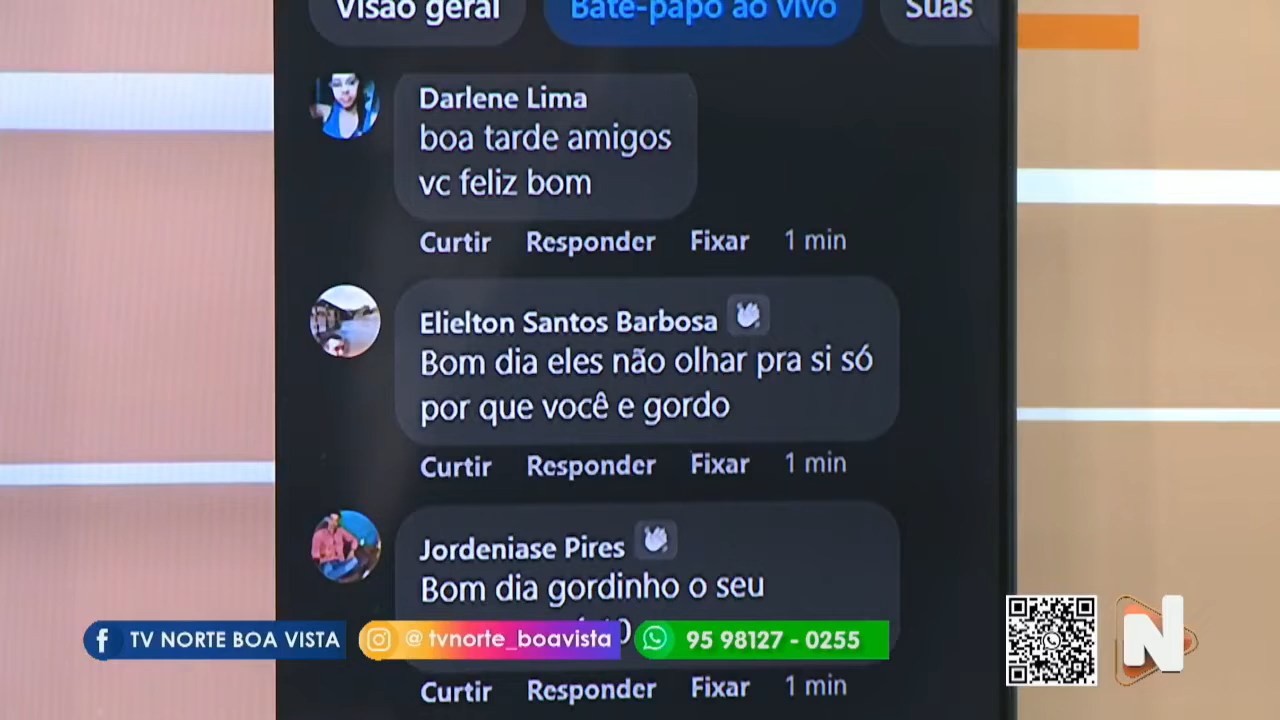 Visão geral
Bate-papo ao vivo
Suas
Darlene Lima
boa tarde amigos
vc feliz bom
Curtir Responder Fixar 1 min
Elielton Santos Barbosa
Bom dia eles não olhar pra si só
por que você e gordo
Curtir Responder Fixar 1 min
Jordeniase Pires
Bom dia gordinho o seu
TV NORTE BOA VISTA
@tvnorte_boavista
95 98127 - 0255
N
Curtir Responder Fixar 1 min